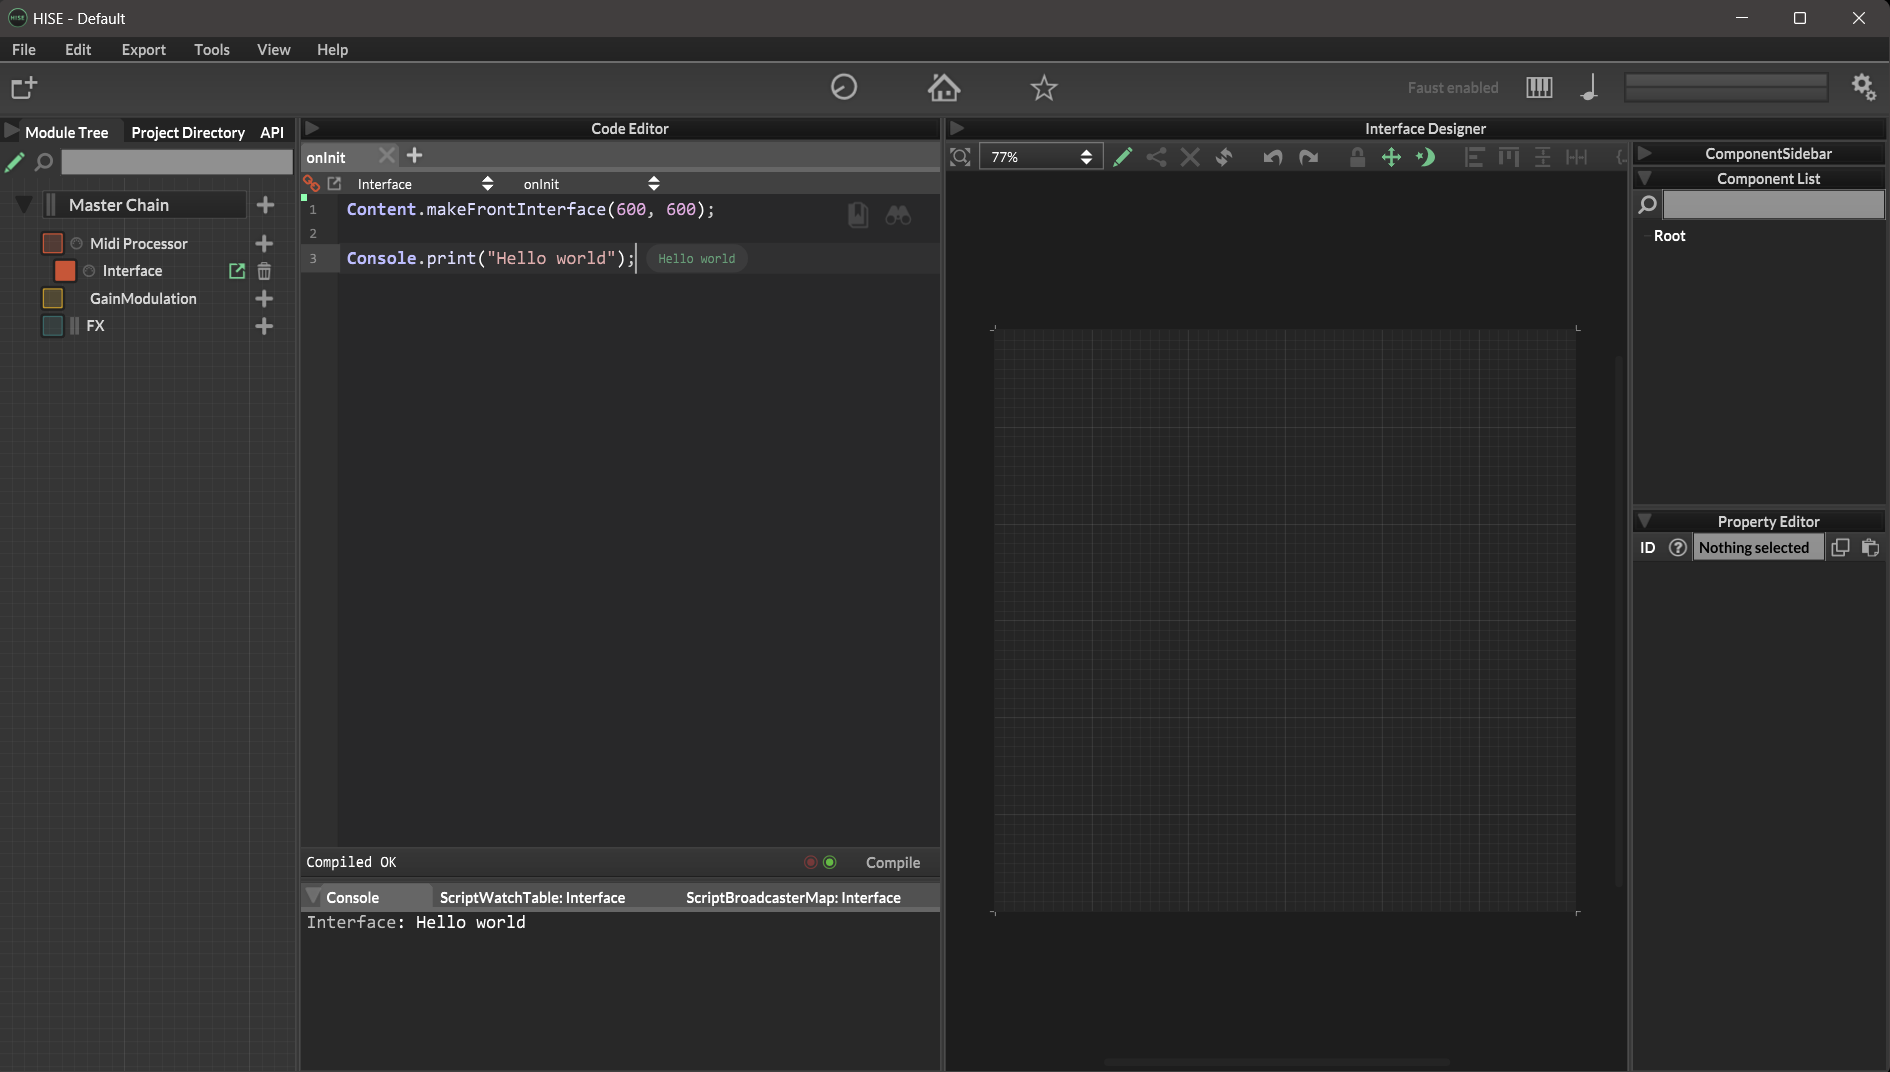 HISE - Default
File Edit Export Tools View Help
Faust enabled
Module Tree Project Directory API
Master Chain
Midi Processor
Interface
GainModulation
FX
Code Editor
onInit
Interface onInit
1 Content.makeFrontInterface(600, 600);
2
3 Console.print("Hello world"); Hello world
Compiled OK Compile
Console ScriptWatchTable: Interface ScriptBroadcasterMap: Interface
Interface: Hello world
Interface Designer
77%
ComponentSidebar
Component List
Root
Property Editor
ID Nothing selected